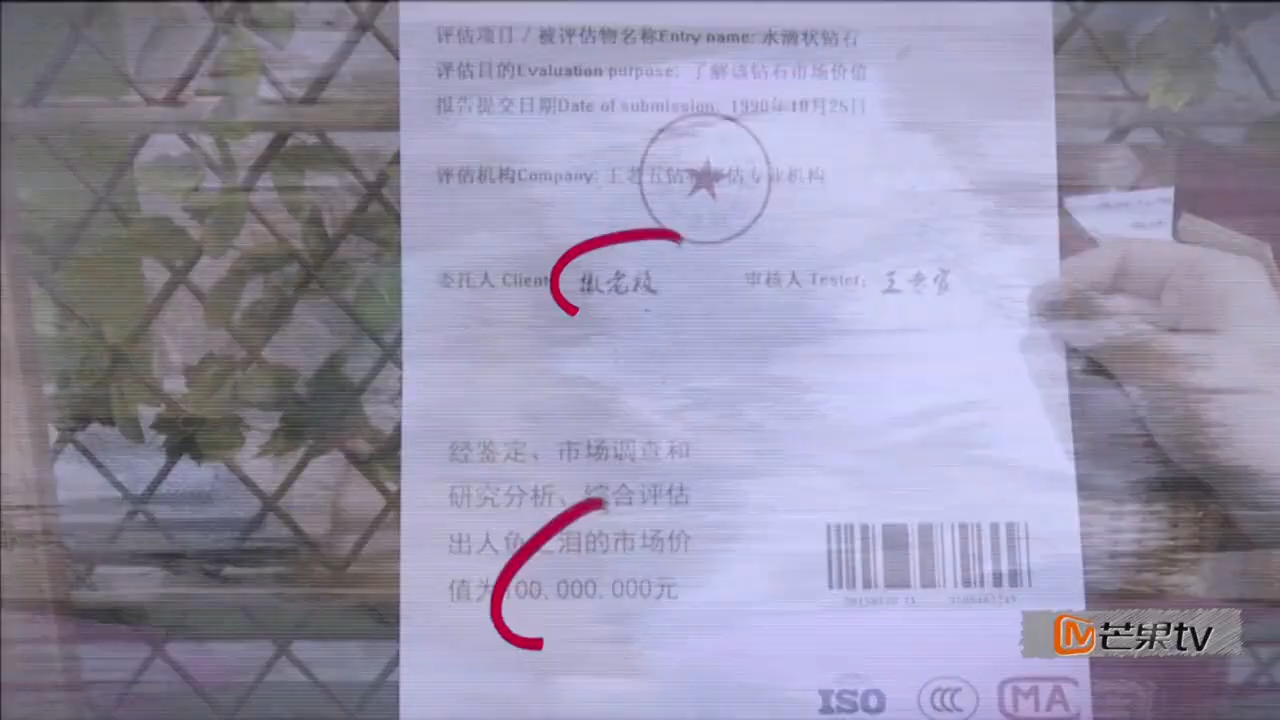 评估项目 / 被评估物名称Entry name: 水滴状钻石
评估目的Evaluation purpose: 了解该钻石市场价值
报告提交日期Date of submission: 1990年10月25日
评估机构Company: 王老五钻 评估专业机构
委托人 Client 老 审核人 Tester: 王
经鉴定、市场调查和
研究分析、综合评估
出人鱼之泪的市场价
值为100,000,000元
芒果tv
ISO CCC MA